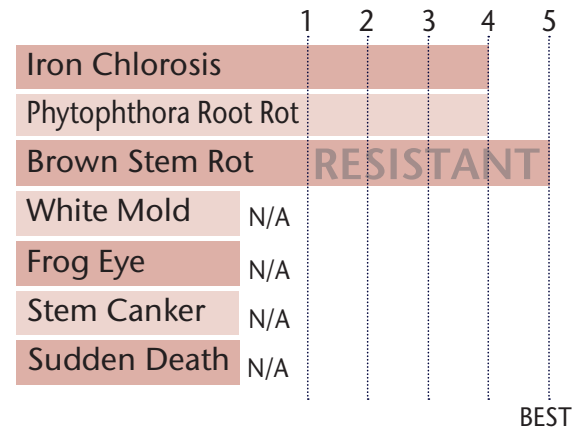 1 2 3 4 5
Iron Chlorosis
Phytophthora Root Rot
Brown Stem Rot RESISTANT
White Mold N/A
Frog Eye N/A
Stem Canker N/A
Sudden Death N/A
BEST